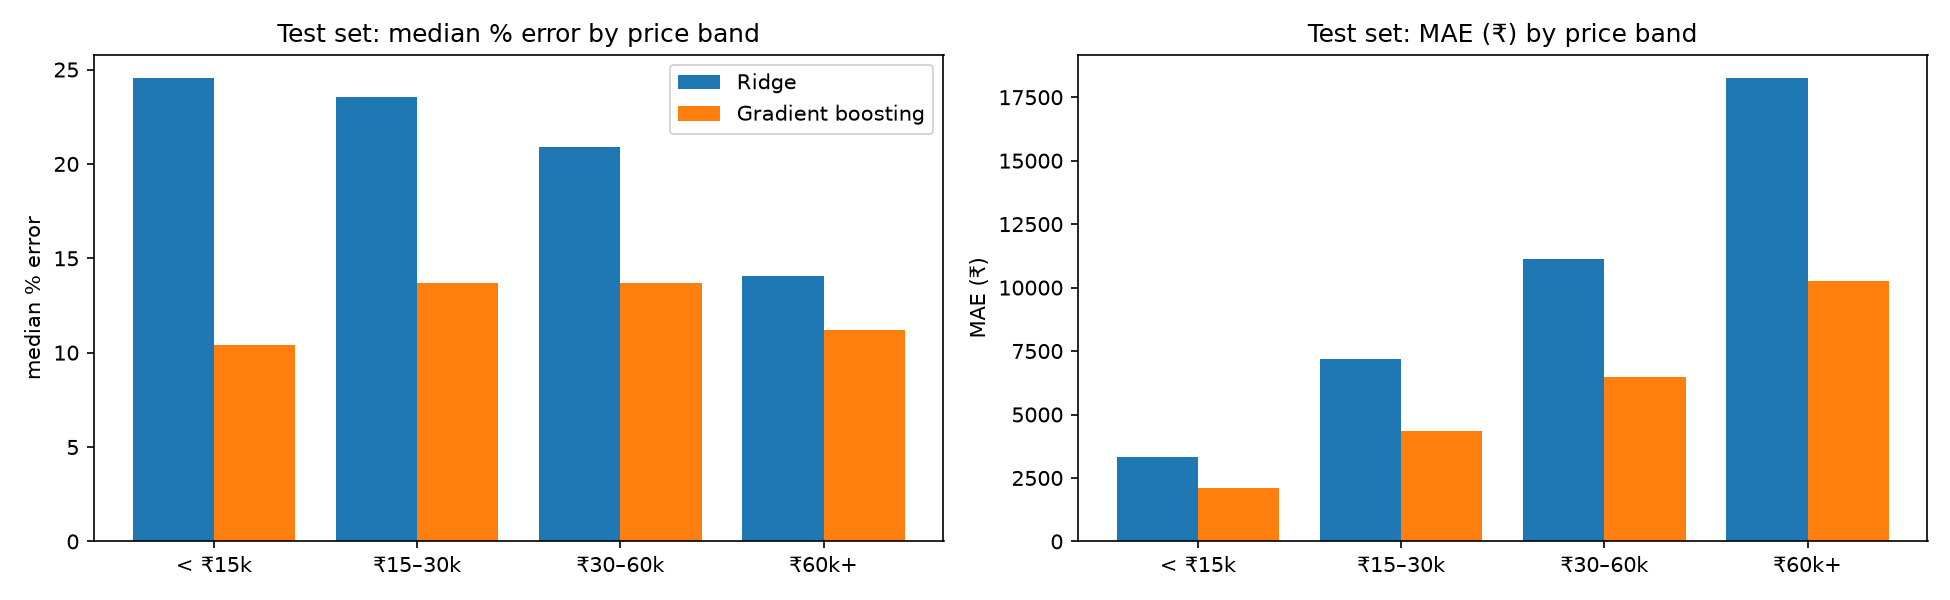 Test set: median % error by price band
median % error
25
20
15
10
5
0
Ridge
Gradient boosting
< ₹15k
₹15–30k
₹30–60k
₹60k+
Test set: MAE (₹) by price band
MAE (₹)
17500
15000
12500
10000
7500
5000
2500
0
< ₹15k
₹15–30k
₹30–60k
₹60k+